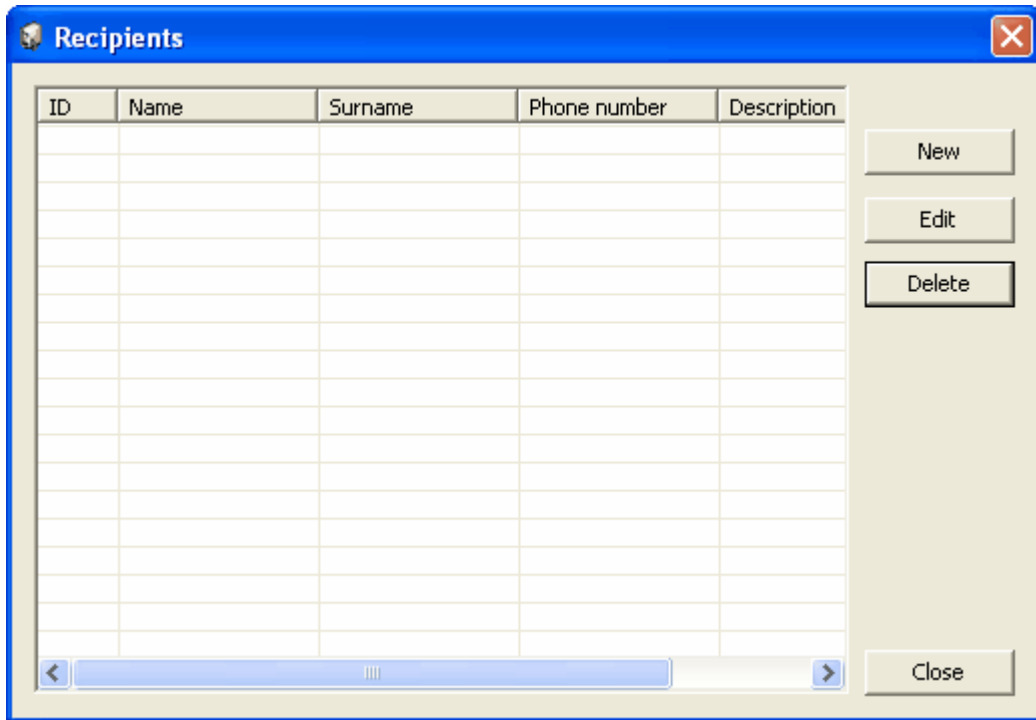 Recipients
ID Name Surname Phone number Description
New
Edit
Delete
Close